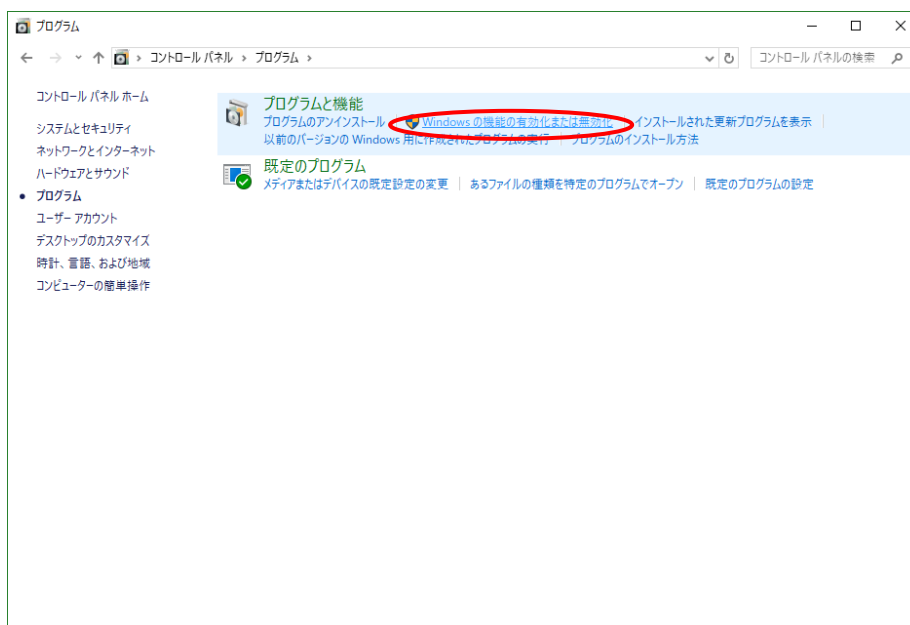 プログラム
コントロール パネル › プログラム ›
コントロール パネルの検索
コントロール パネル ホーム
システムとセキュリティ
ネットワークとインターネット
ハードウェアとサウンド
プログラム
ユーザー アカウント
デスクトップのカスタマイズ
時計、言語、および地域
コンピューターの簡単操作
プログラムと機能
プログラムのアンインストール Windows の機能の有効化または無効化 インストールされた更新プログラムを表示
以前のバージョンの Windows 用に作成されたプログラムの実行 プログラムのインストール方法
既定のプログラム
メディアまたはデバイスの既定設定の変更 あるファイルの種類を特定のプログラムでオープン 既定のプログラムの設定